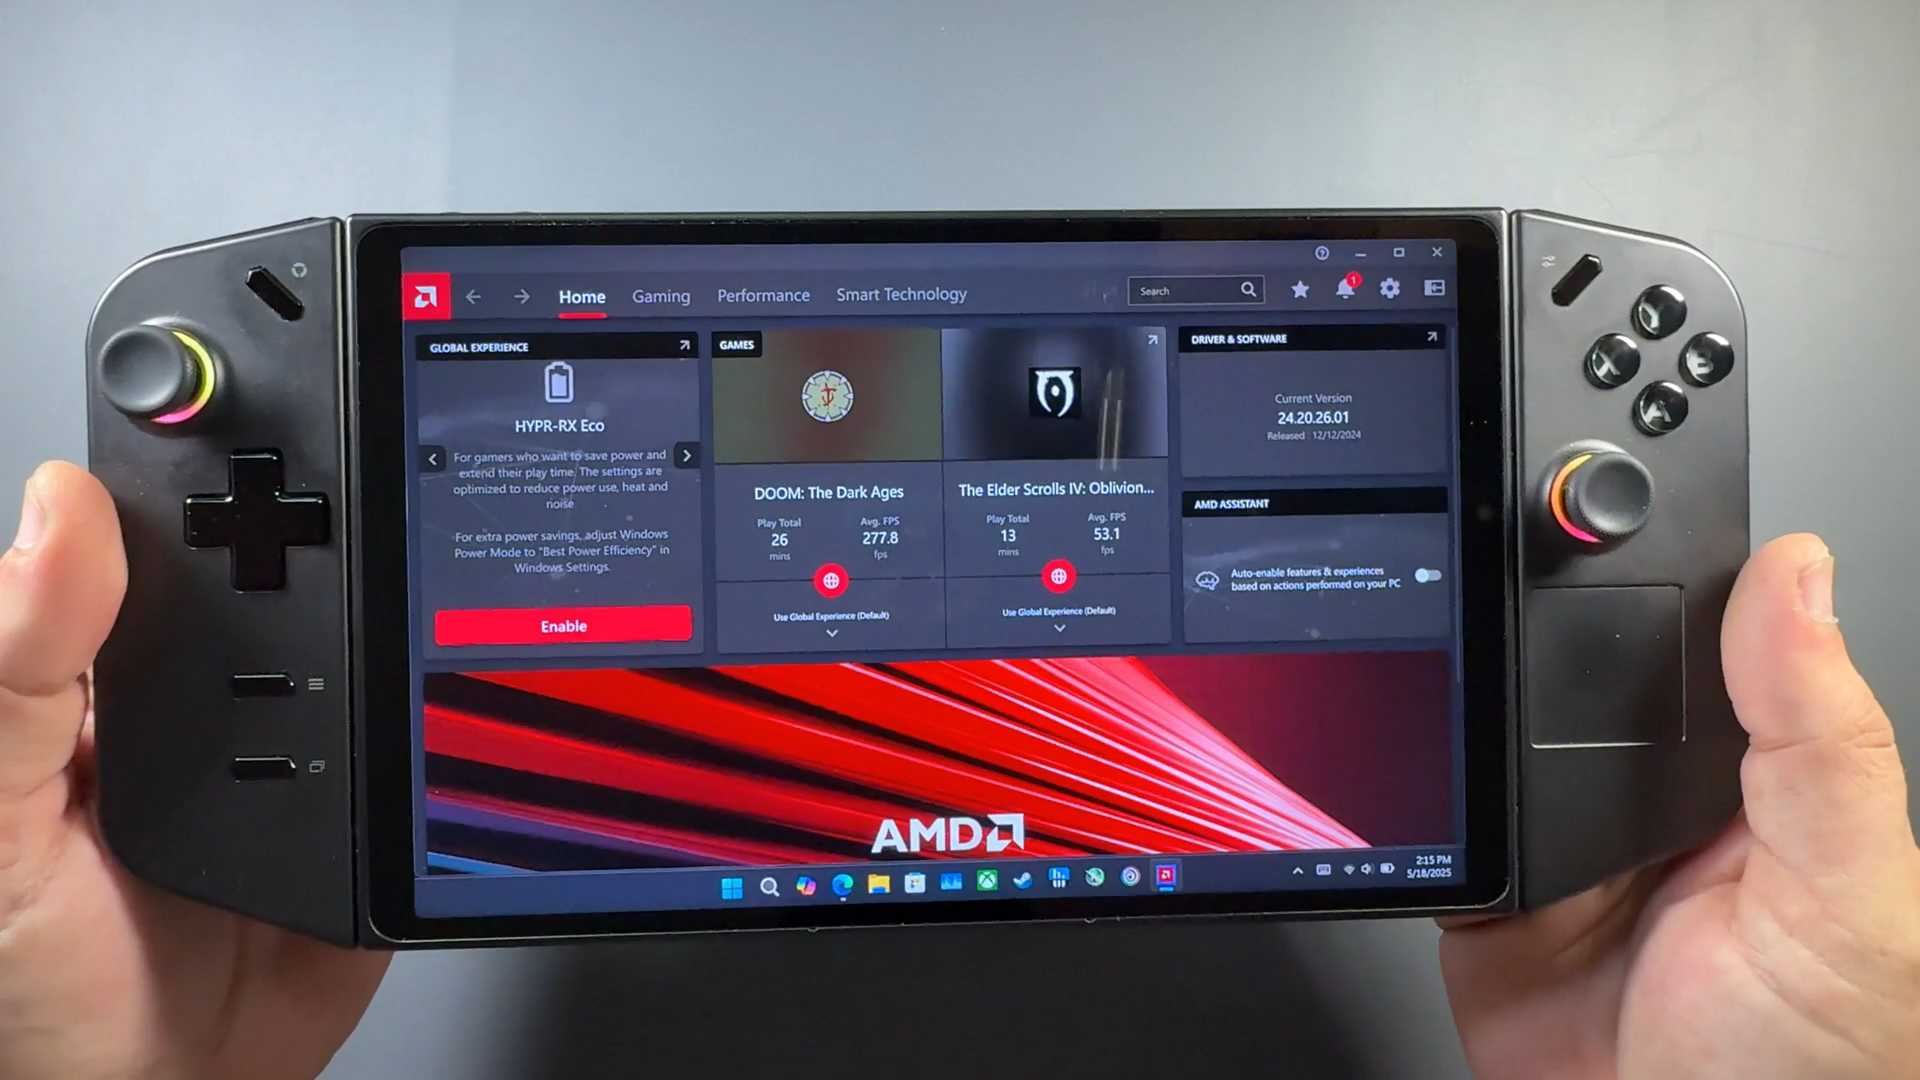 Home
Gaming
Performance
Smart Technology
Search
1
GLOBAL EXPERIENCE
HYPR-RX Eco
For gamers who want to save power and
extend their play time. The settings are
optimized to reduce power use, heat and
noise
For extra power savings, adjust Windows
Power Mode to "Best Power Efficiency" in
Windows Settings.
Enable
GAMES
DOOM: The Dark Ages
Play Total
26
mins
Avg. FPS
277.8
fps
Use Global Experience (Default)
The Elder Scrolls IV: Oblivion...
Play Total
13
mins
Avg. FPS
53.1
fps
Use Global Experience (Default)
DRIVER & SOFTWARE
Current Version
24.20.26.01
Released : 12/12/2024
AMD ASSISTANT
Auto-enable features & experiences
based on actions performed on your PC
AMD
2:15 PM
5/18/2025
Y
X
B
A